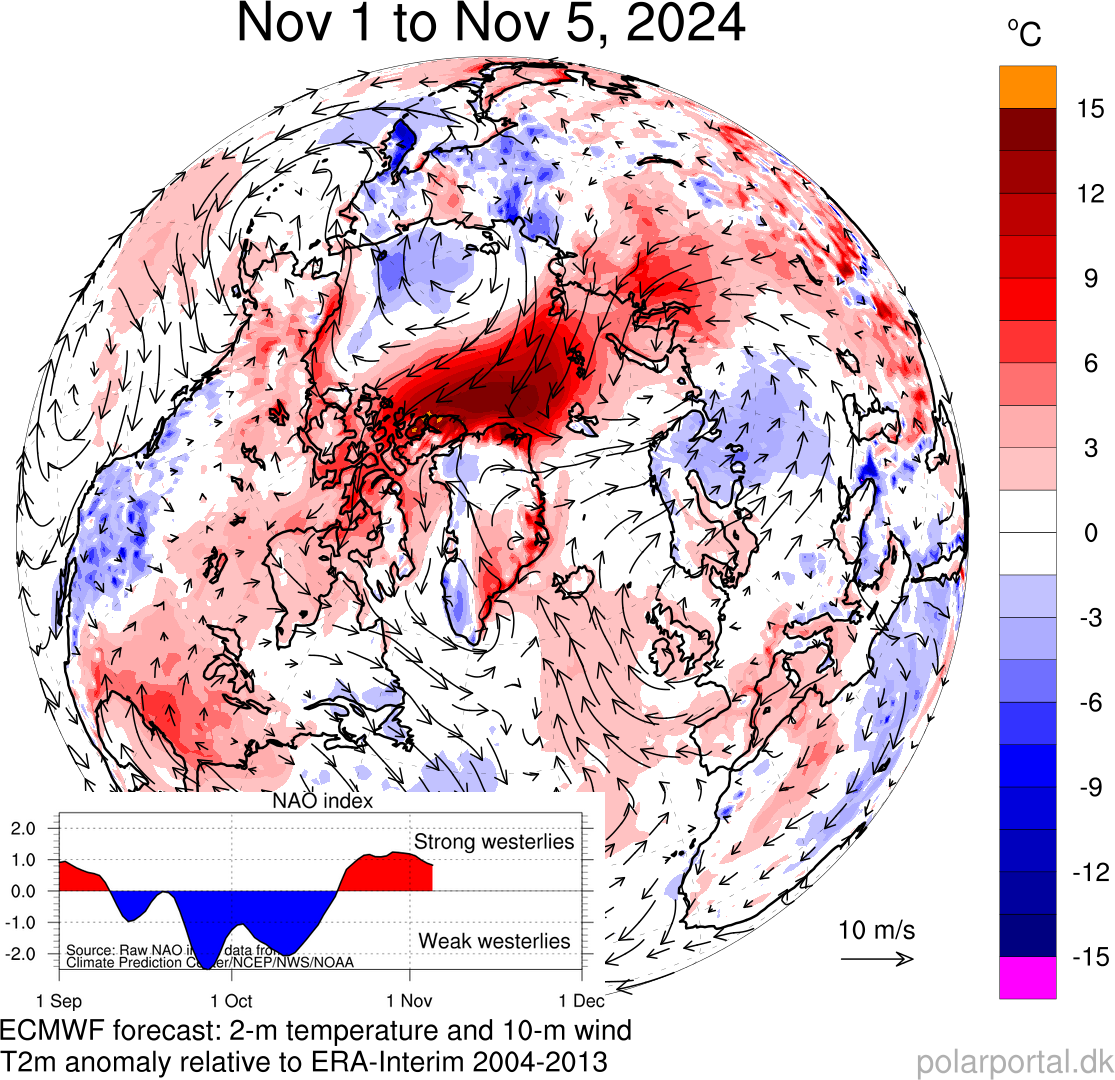 Nov 1 to Nov 5, 2024
oC
15
12
9
6
3
0
-3
-6
-9
-12
-15
10 m/s
NAO index
2.0
1.0
0.0
-1.0
-2.0
Strong westerlies
Weak westerlies
Source: Raw NAO data from
Climate Prediction Center/NCEP/NWS/NOAA
1 Sep
1 Oct
1 Nov
1 Dec
ECMWF forecast: 2-m temperature and 10-m wind
T2m anomaly relative to ERA-Interim 2004-2013
polarportal.dk